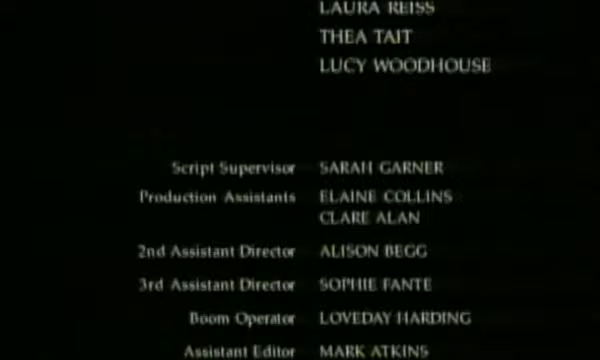 LAURA REISS
THEA TAIT
LUCY WOODHOUSE
Script Supervisor SARAH GARNER
Production Assistants ELAINE COLLINS
CLARE ALAN
2nd Assistant Director ALISON BEGG
3rd Assistant Director SOPHIE FANTE
Boom Operator LOVEDAY HARDING
Assistant Editor MARK ATKINS